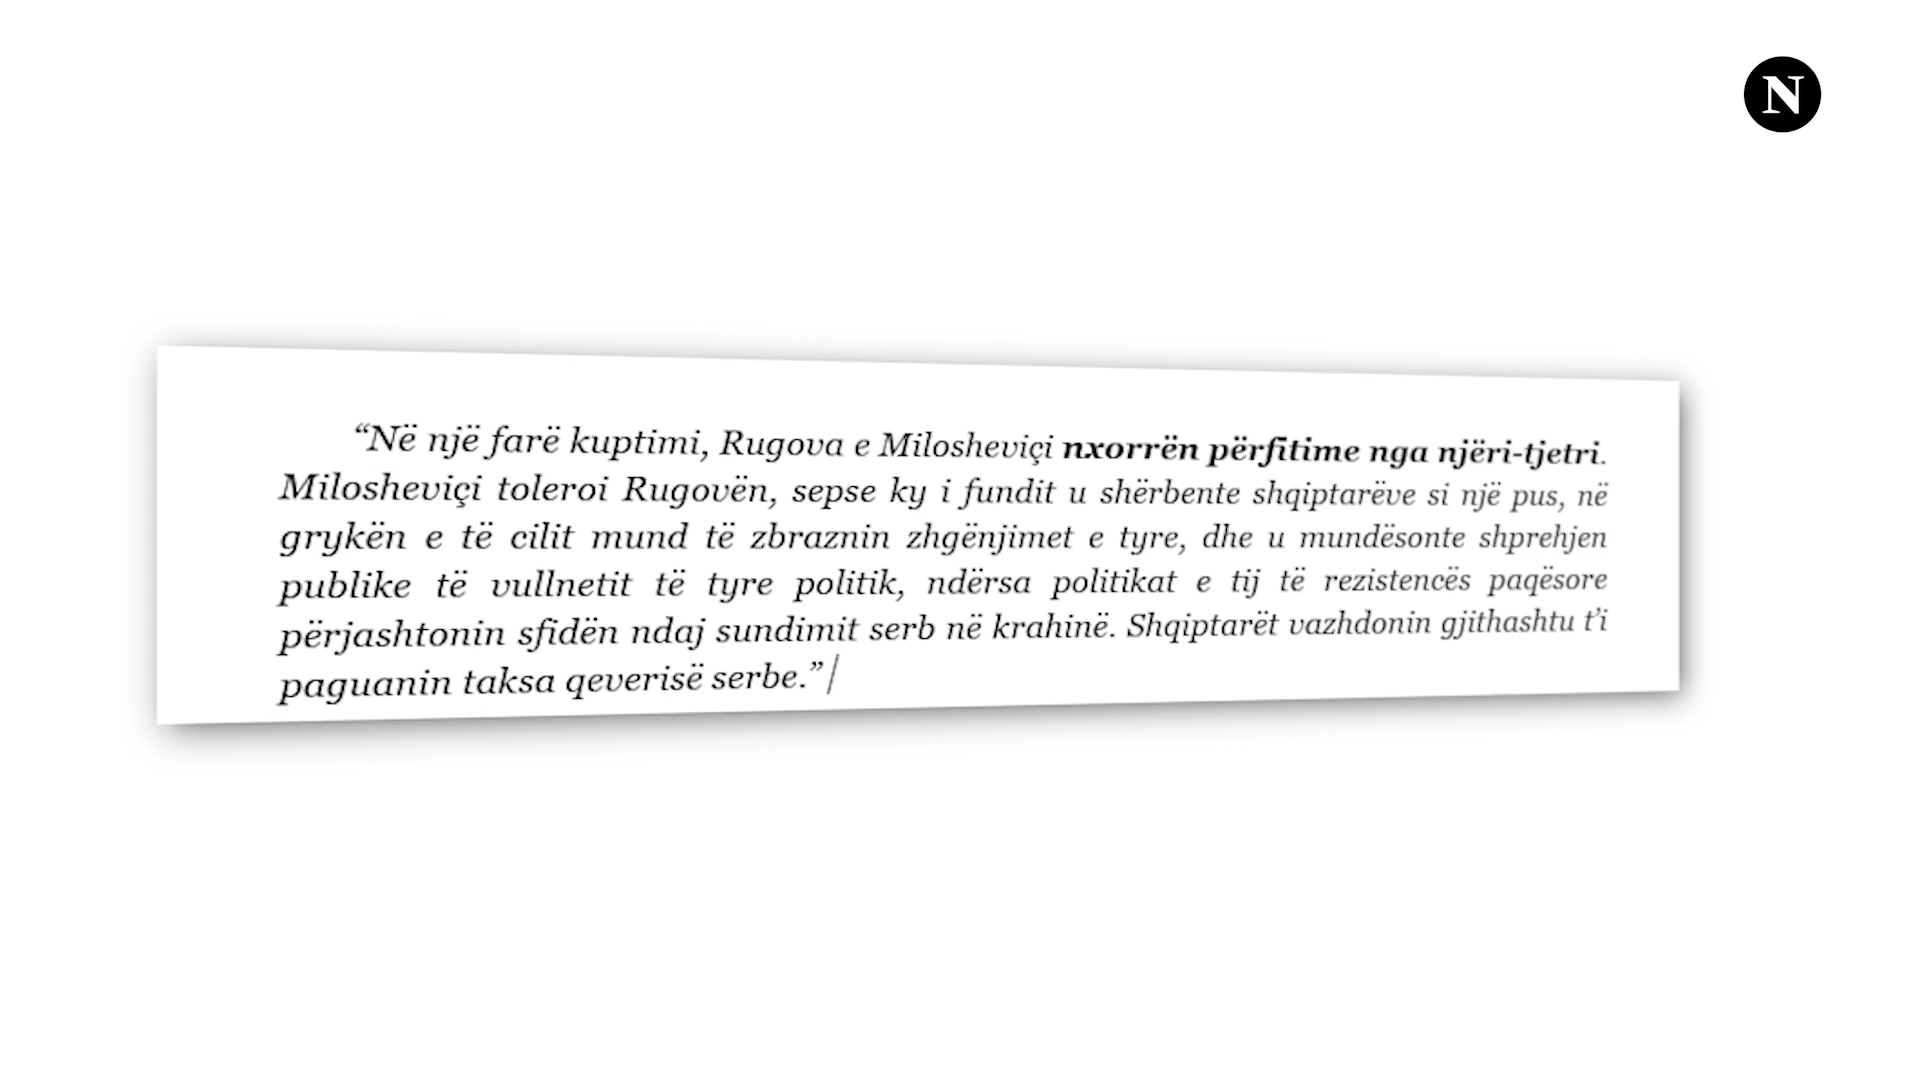 N
“Në një farë kuptimi, Rugova e Milosheviçi nxorrën përfitime nga njëri-tjetri.
Milosheviçi toleroi Rugovën, sepse ky i fundit u shërbente shqiptarëve si një pus, në
grykën e të cilit mund të zbraznin zhgënjimet e tyre, dhe u mundësonte shprehjen
publike të vullnetit të tyre politik, ndërsa politikat e tij të rezistencës paqësore
përjashtonin sfidën ndaj sundimit serb në krahinë. Shqiptarët vazhdonin gjithashtu t’i
paguanin taksa qeverisë serbe.”